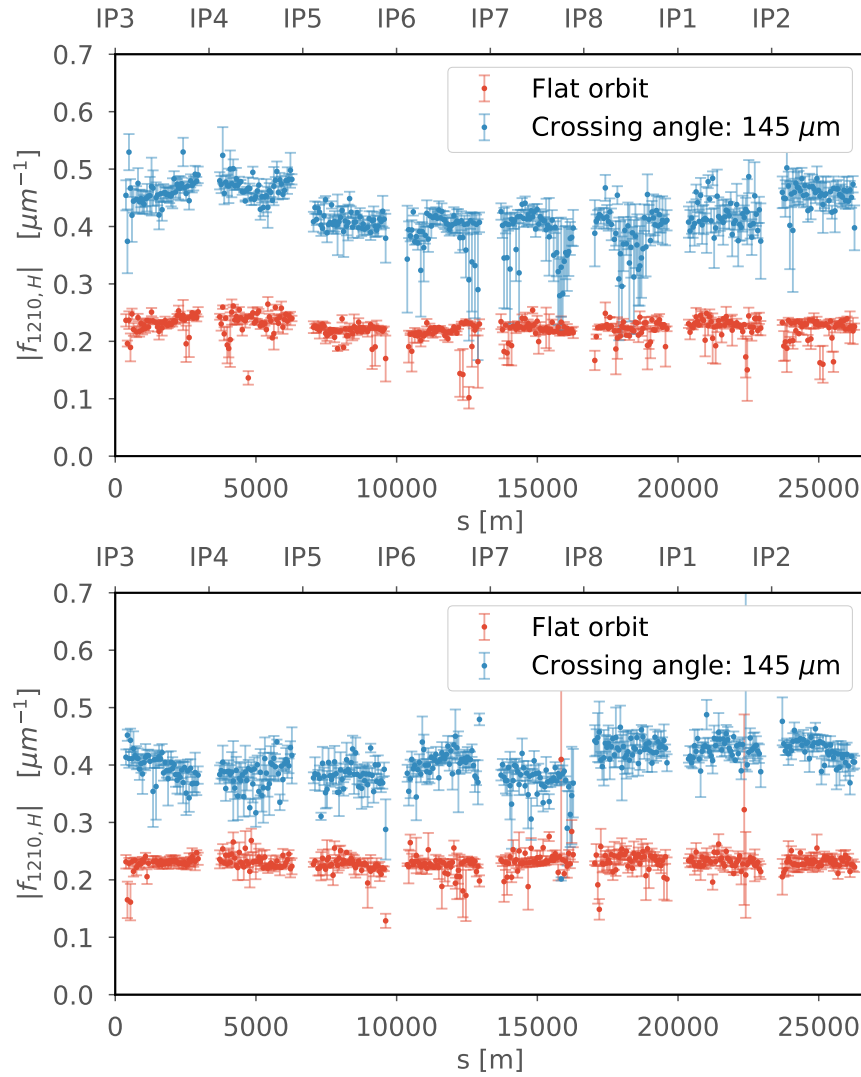 IP3 IP4 IP5 IP6 IP7 IP8 IP1 IP2
0.7
Flat orbit
Crossing angle: 145 μm
0.6
0.5
0.4
0.3
0.2
0.1
0.0
|f1210, H| [μm−1]
0 5000 10000 15000 20000 25000
s [m]
IP3 IP4 IP5 IP6 IP7 IP8 IP1 IP2
0.7
Flat orbit
Crossing angle: 145 μm
0.6
0.5
0.4
0.3
0.2
0.1
0.0
|f1210, H| [μm−1]
0 5000 10000 15000 20000 25000
s [m]